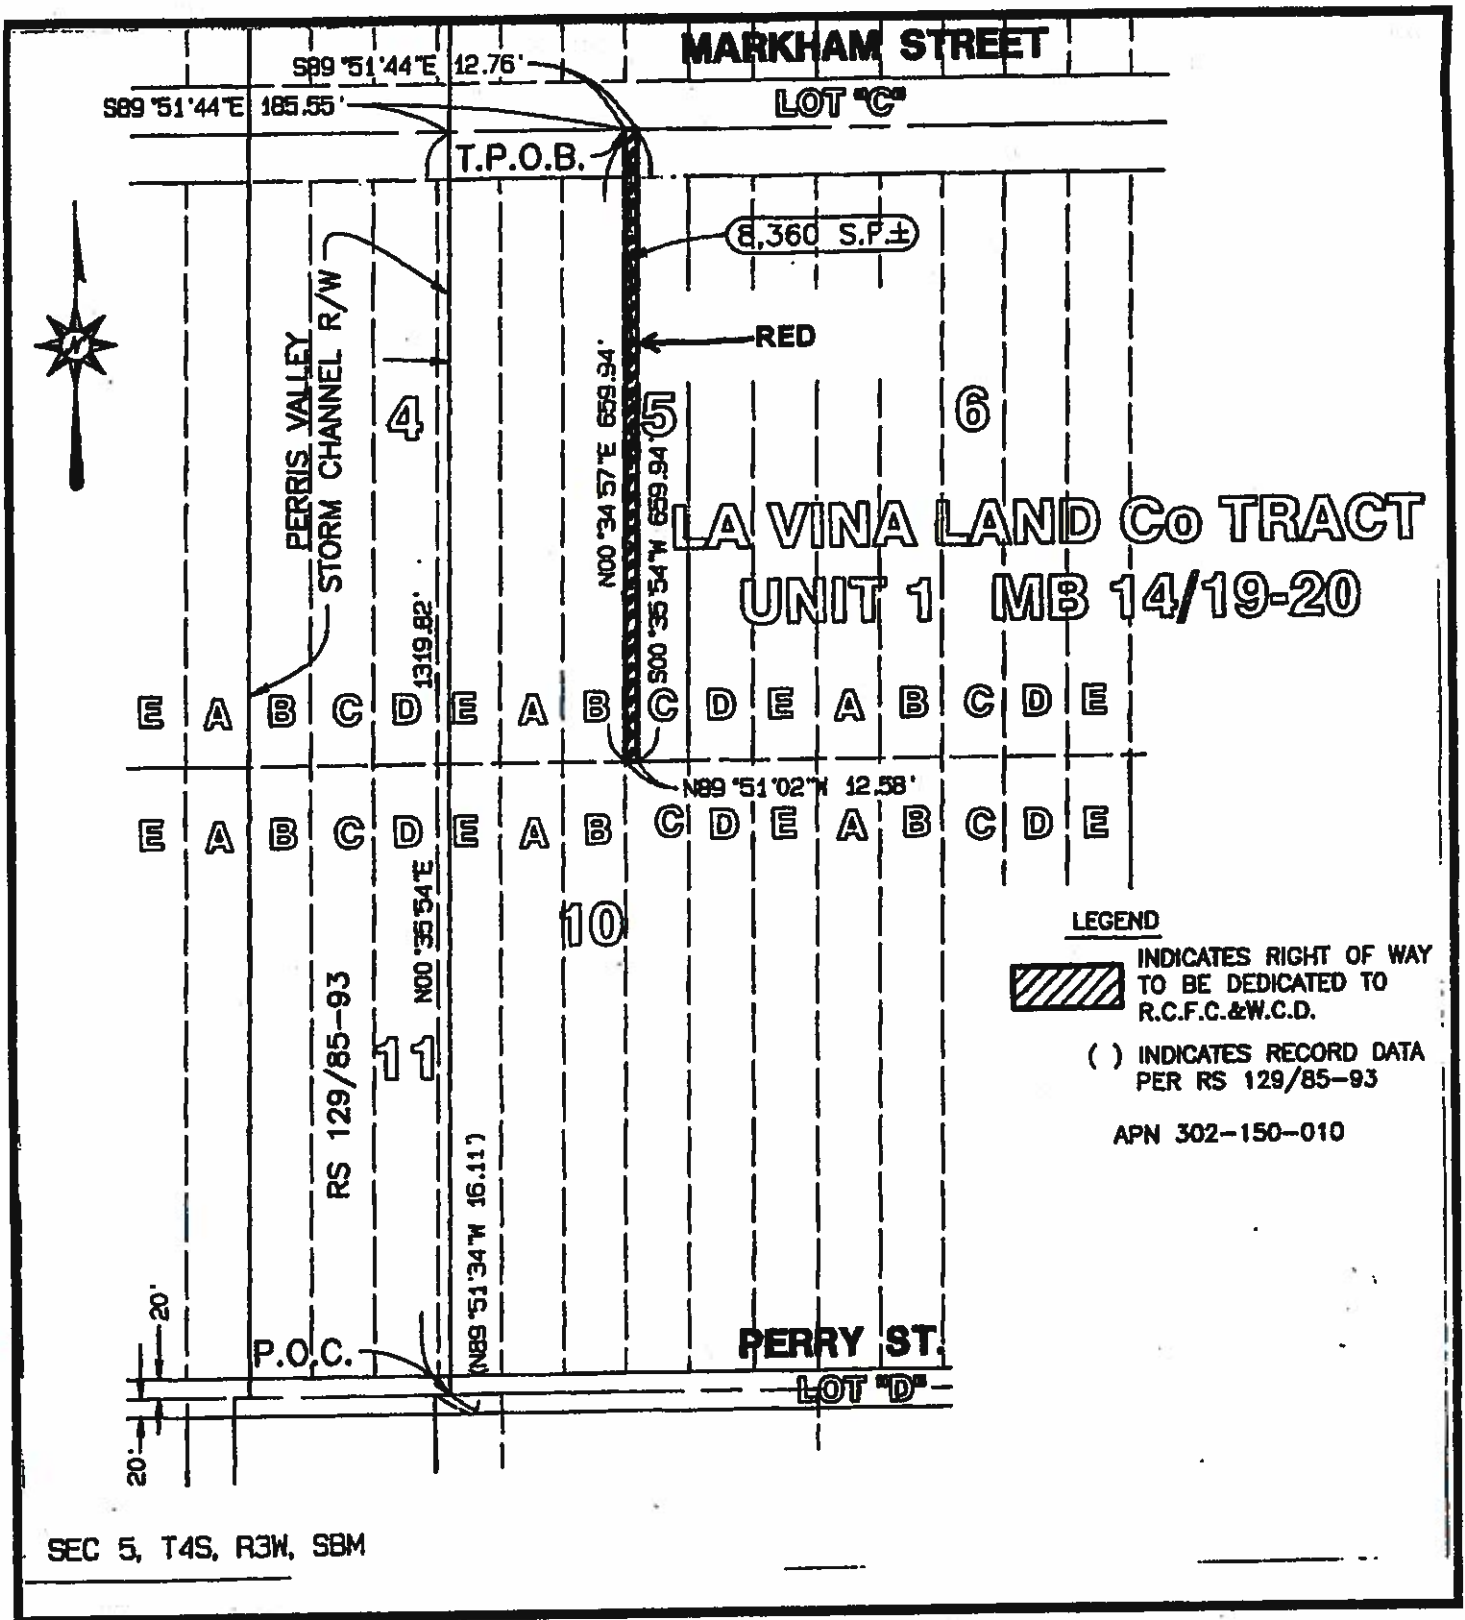 MARKHAM STREET
S89°51'44"E 12.76'
S89°51'44"E 185.55'
LOT "C"
T.P.O.B.
8,360 S.F.±
RED
N
PERRIS VALLEY
STORM CHANNEL R/W
4
5
6
N00°34'57"E 659.94'
S00°35'54"W 659.94'
LA VINA LAND Co TRACT
UNIT 1 MB 14/19-20
1319.82'
E A B C D E A B C D E A B C D E
N89°51'02"W 12.58'
E A B C D E A B C D E A B C D E
N00°35'54"E
10
11
RS 129/85-93
LEGEND
INDICATES RIGHT OF WAY
TO BE DEDICATED TO
R.C.F.C.&W.C.D.
( ) INDICATES RECORD DATA
PER RS 129/85-93
APN 302-150-010
(N89°51'34"W 16.11')
20'
P.O.C.
PERRY ST.
LOT "D"
20'
SEC 5, T4S, R3W, SBM